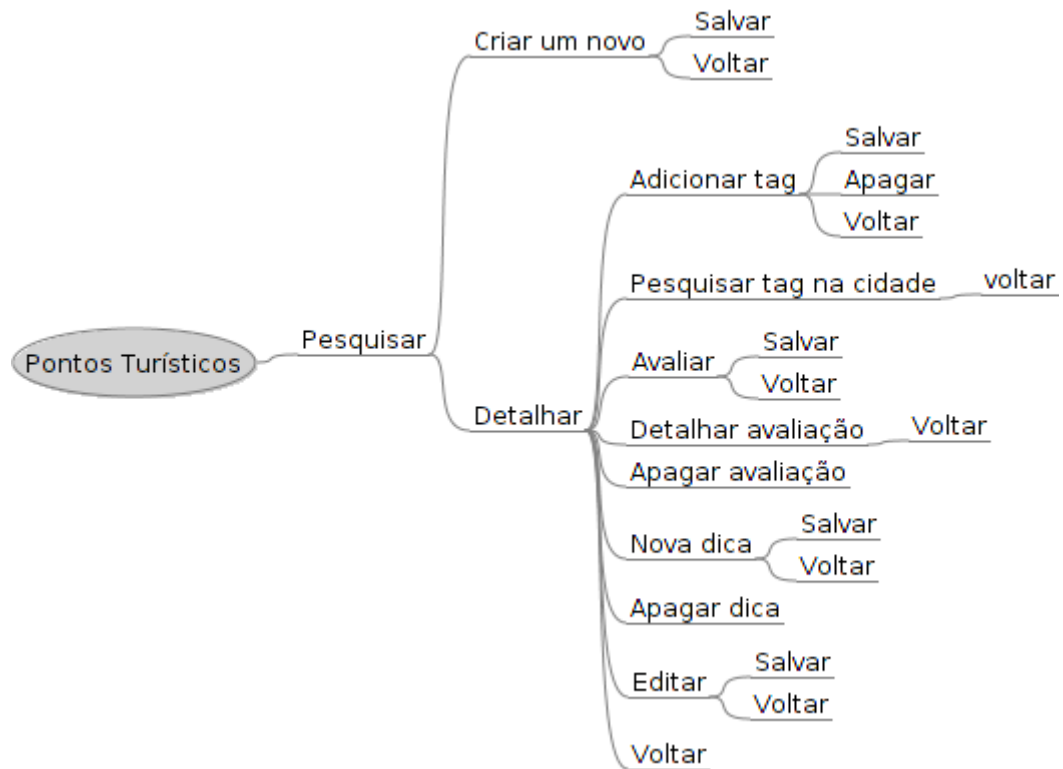 Pontos Turísticos
Pesquisar
Criar um novo
Salvar
Voltar
Detalhar
Adicionar tag
Salvar
Apagar
Voltar
Pesquisar tag na cidade
voltar
Avaliar
Salvar
Voltar
Detalhar avaliação
Voltar
Apagar avaliação
Nova dica
Salvar
Voltar
Apagar dica
Editar
Salvar
Voltar
Voltar